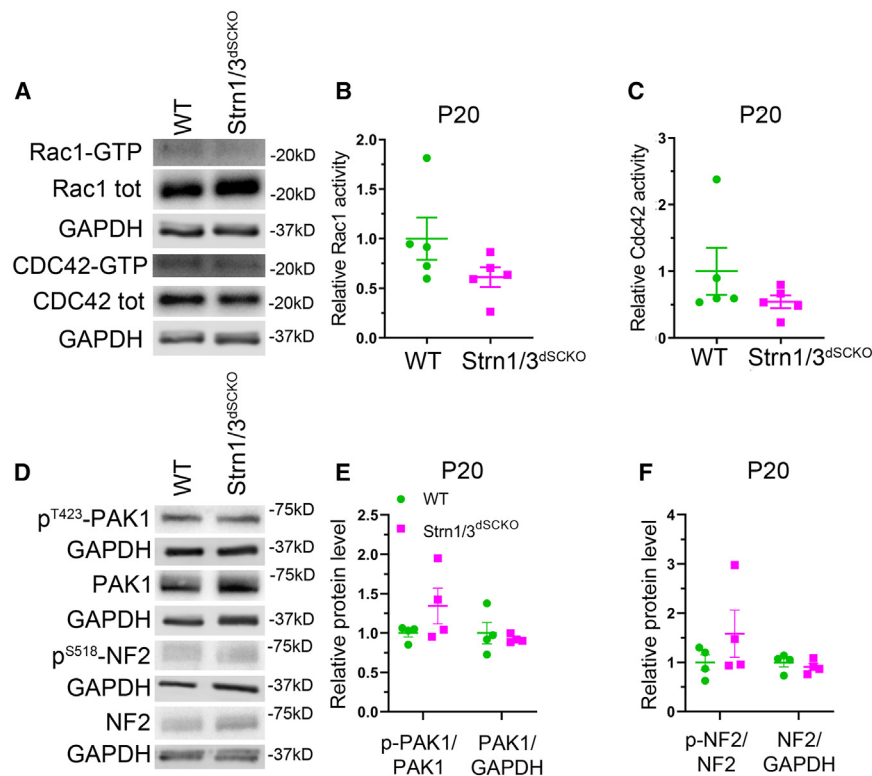 A
WT
Strn1/3dSCKO
Rac1-GTP
-20kD
Rac1 tot
-20kD
GAPDH
-37kD
CDC42-GTP
-20kD
CDC42 tot
-20kD
GAPDH
-37kD
B
P20
Relative Rac1 activity
2.0
1.5
1.0
0.5
0.0
WT
Strn1/3dSCKO
C
P20
Relative Cdc42 activity
3
2
1
0
WT
Strn1/3dSCKO
D
WT
Strn1/3dSCKO
pT423-PAK1
-75kD
GAPDH
-37kD
PAK1
-75kD
GAPDH
-37kD
pS518-NF2
-75kD
GAPDH
-37kD
NF2
-75kD
GAPDH
-37kD
E
P20
WT
Strn1/3dSCKO
Relative protein level
2.5
2.0
1.5
1.0
0.5
0.0
p-PAK1/
PAK1
PAK1/
GAPDH
F
P20
Relative protein level
4
3
2
1
0
p-NF2/
NF2
NF2/
GAPDH